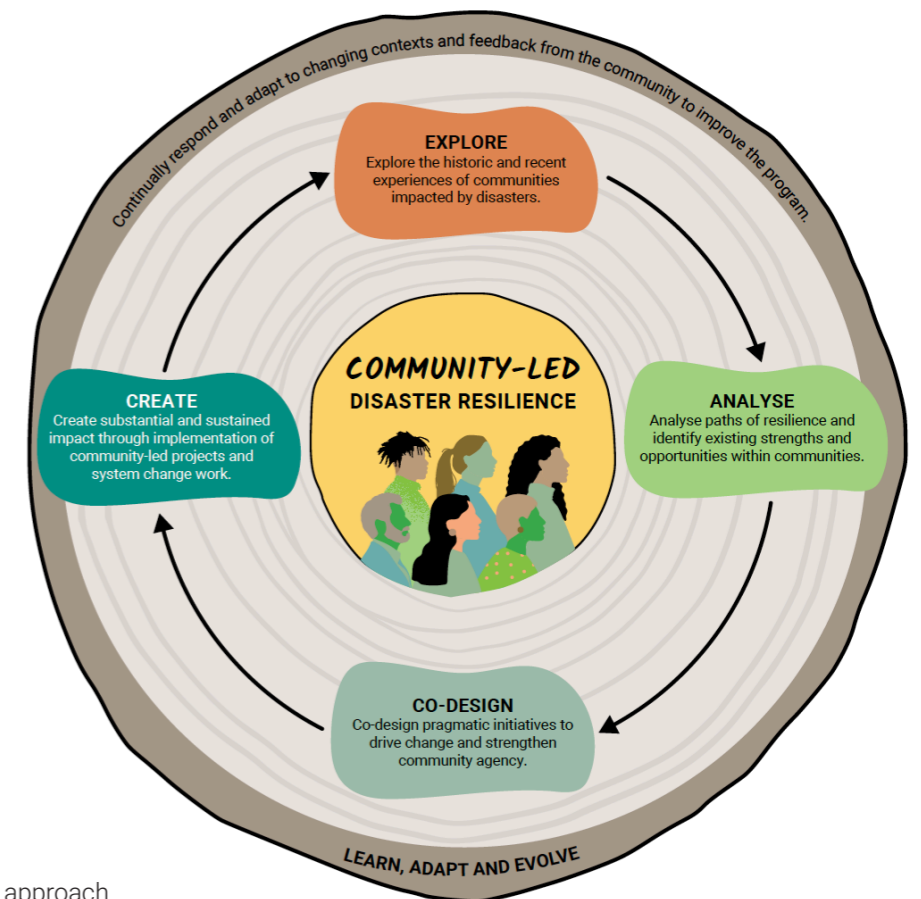 Continually respond and adapt to changing contexts and feedback from the community to improve the program.
EXPLORE
Explore the historic and recent
experiences of communities
impacted by disasters.
COMMUNITY-LED
DISASTER RESILIENCE
CREATE
Create substantial and sustained
impact through implementation of
community-led projects and
system change work.
ANALYSE
Analyse paths of resilience and
identify existing strengths and
opportunities within communities.
CO-DESIGN
Co-design pragmatic initiatives to
drive change and strengthen
community agency.
LEARN, ADAPT AND EVOLVE
approach